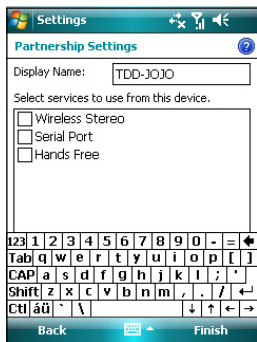 Settings
Partnership Settings ?
Display Name: TDD-JOJO
Select services to use from this device.
Wireless Stereo
Serial Port
Hands Free
123 1 2 3 4 5 6 7 8 9 0 - = ←
Tab q w e r t y u i o p [ ]
CAP a s d f g h j k l ; '
Shift z x c v b n m , . / ↵
Ctl áü ` \ ↓ ↑ ← →
Back Finish